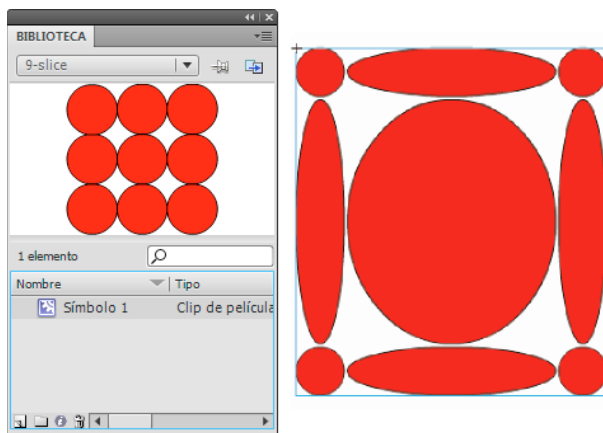 BIBLIOTECA
9-slice
1 elemento
Nombre Tipo
Símbolo 1 Clip de película